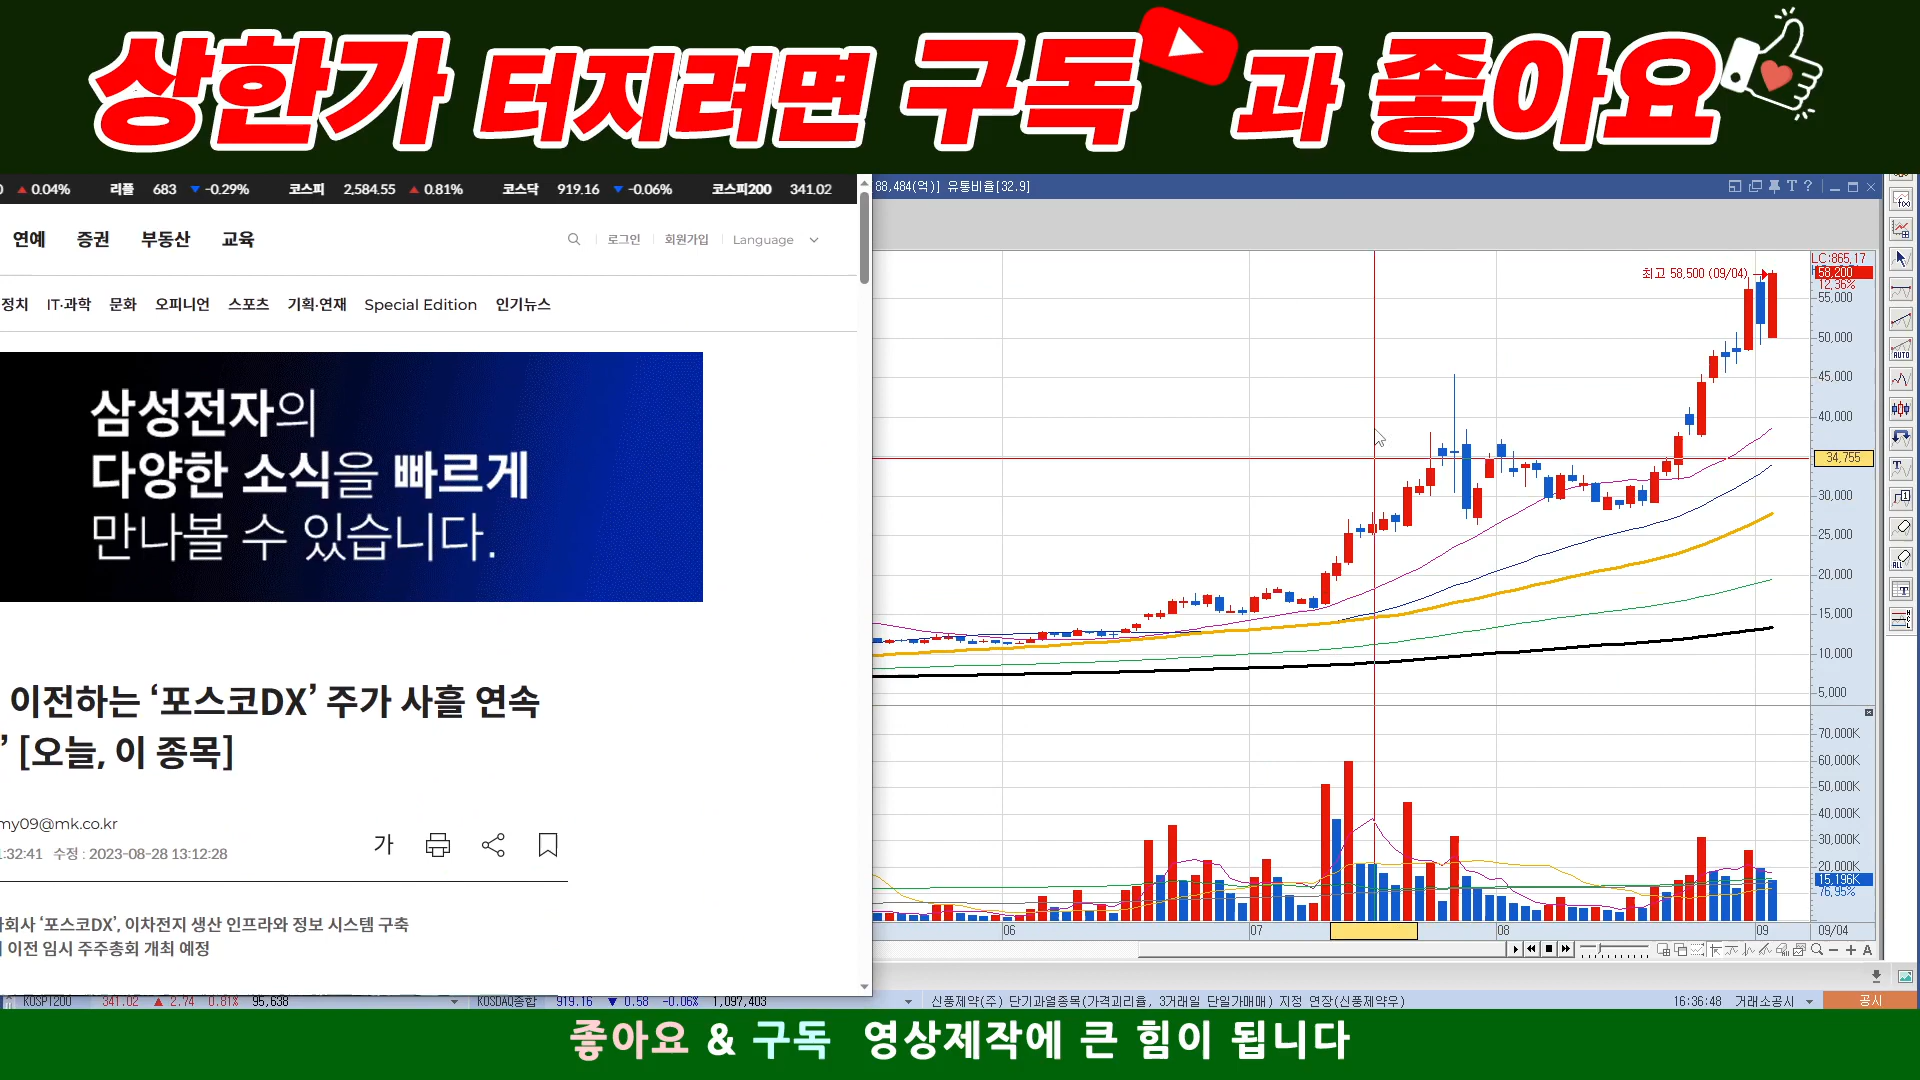 상한가 터지려면 구독 과 좋아요
0 ▲ 0.04% 리플 683 ▼ -0.29% 코스피 2,584.55 ▲ 0.81% 코스닥 919.16 ▼ -0.06% 코스피200 341.02
연예 증권 부동산 교육
로그인 회원가입 Language
정치 IT·과학 문화 오피니언 스포츠 기획·연재 Special Edition 인기뉴스
삼성전자의
다양한 소식을 빠르게
만나볼 수 있습니다.
이전하는 ‘포스코DX’ 주가 사흘 연속
’ [오늘, 이 종목]
my09@mk.co.kr
가
:32:41 수정 : 2023-08-28 13:12:28
회사 ‘포스코DX’, 이차전지 생산 인프라와 정보 시스템 구축
이전 임시 주주총회 개최 예정
88,484(억)] 유통비율[32.9]
최고 58,500 (09/04)
LC:865,17
58,200
12,36%
55,000
50,000
45,000
40,000
34,755
30,000
25,000
20,000
15,000
10,000
5,000
70,000K
60,000K
50,000K
40,000K
30,000K
20,000K
15,196K
76,95%
10,000K
06 07 08 09 09/04
KOSPI200 341.02 ▲ 2.74 0.81% 95,638
KOSDAQ종합 919.16 ▼ 0.58 -0.06% 1,097,403
신풍제약(주) 단기과열종목(가격괴리율, 3거래일 단일가매매) 지정 연장(신풍제약우)
16:36:48 거래소공시 공시
좋아요 & 구독 영상제작에 큰 힘이 됩니다